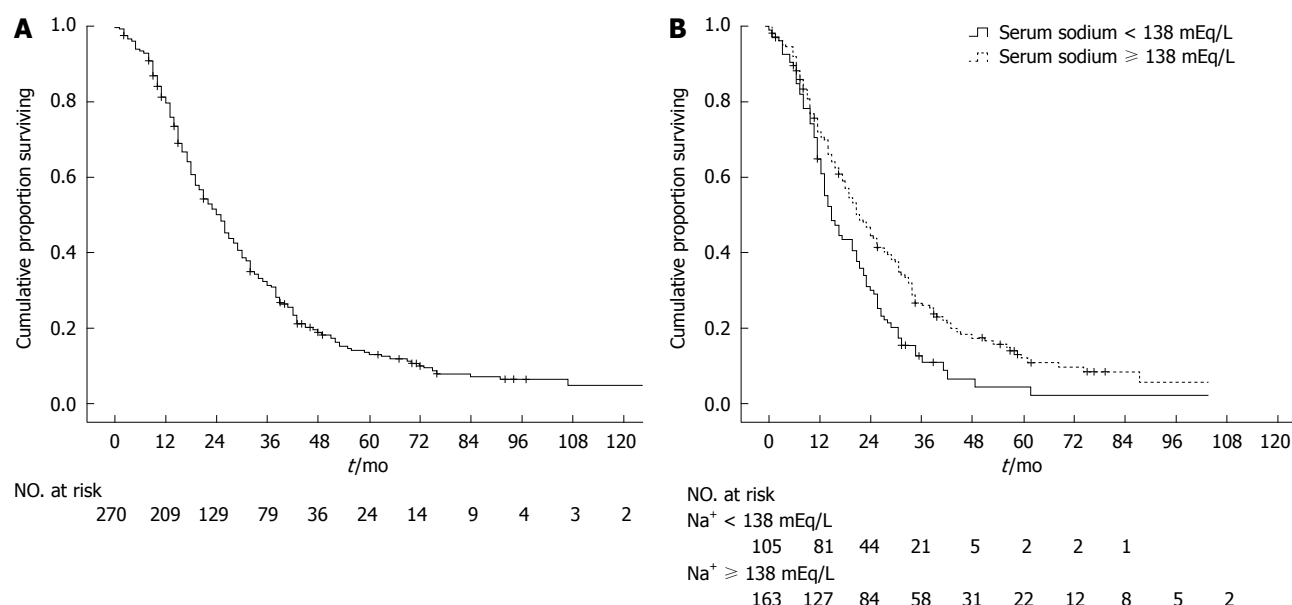 A
Cumulative proportion surviving
1.0
0.8
0.6
0.4
0.2
0.0
0 12 24 36 48 60 72 84 96 108 120
t/mo
NO. at risk
270 209 129 79 36 24 14 9 4 3 2
B
Serum sodium < 138 mEq/L
Serum sodium ⩾ 138 mEq/L
Cumulative proportion surviving
1.0
0.8
0.6
0.4
0.2
0.0
0 12 24 36 48 60 72 84 96 108 120
t/mo
NO. at risk
Na⁺ < 138 mEq/L
105 81 44 21 5 2 2 1
Na⁺ ⩾ 138 mEq/L
163 127 84 58 31 22 12 8 5 2